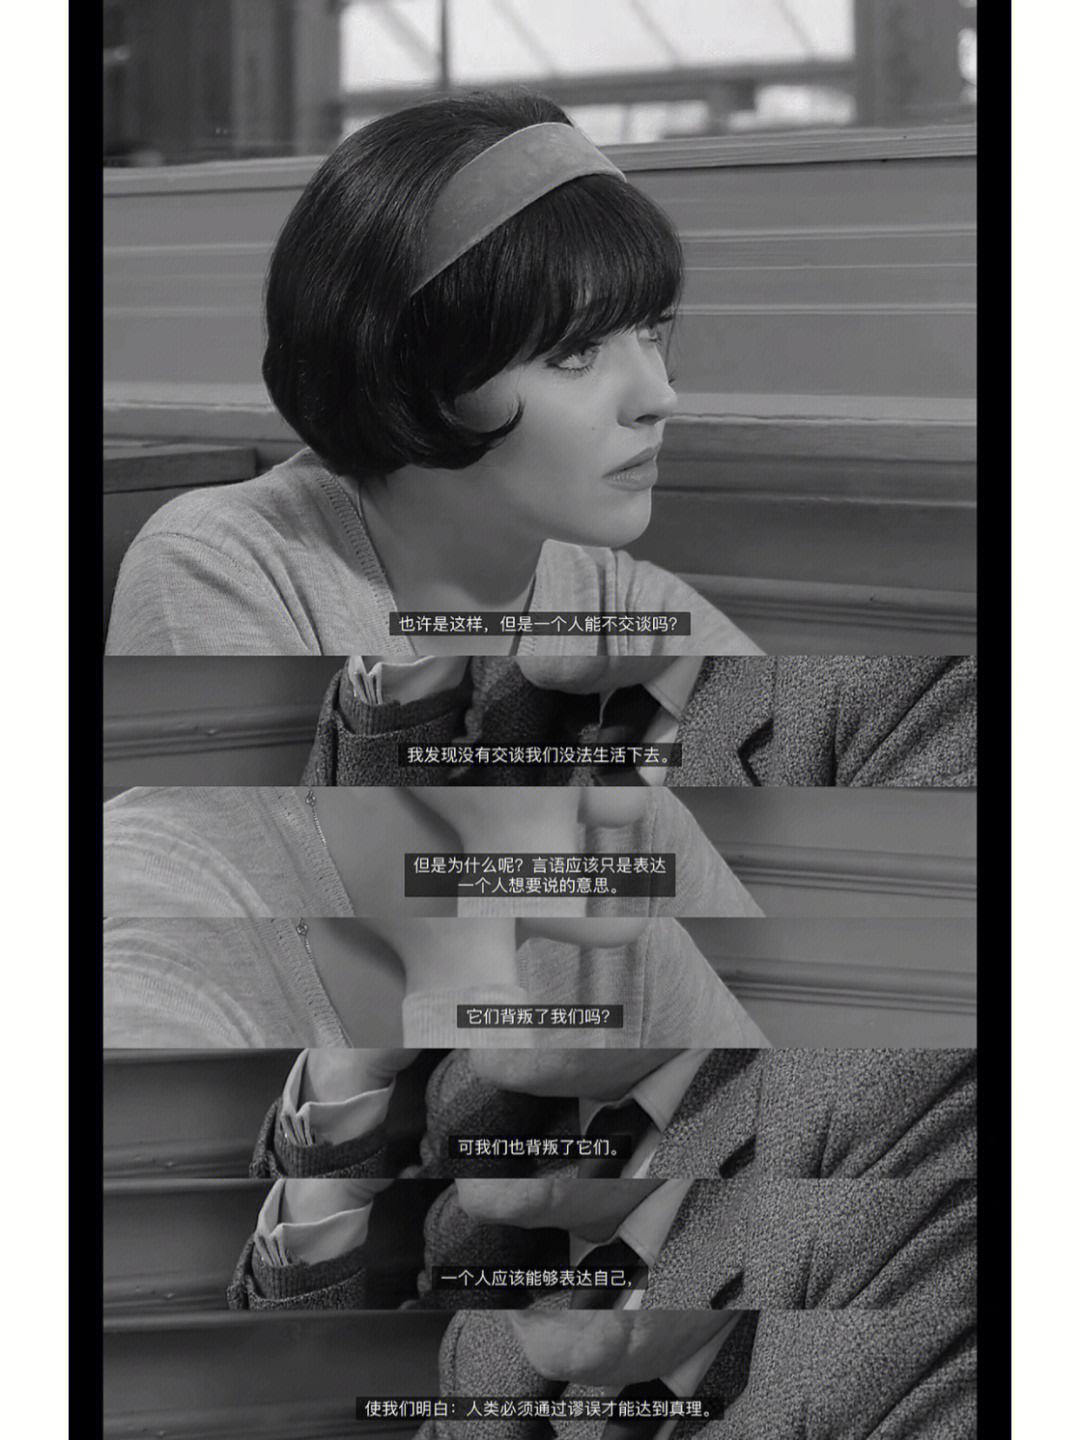 也许是这样，但是一个人能不交谈吗？
我发现没有交谈我们没法生活下去。
但是为什么呢？言语应该只是表达
一个人想要说的意思。
它们背叛了我们吗？
可我们也背叛了它们。
一个人应该能够表达自己，
使我们明白：人类必须通过谬误才能达到真理。